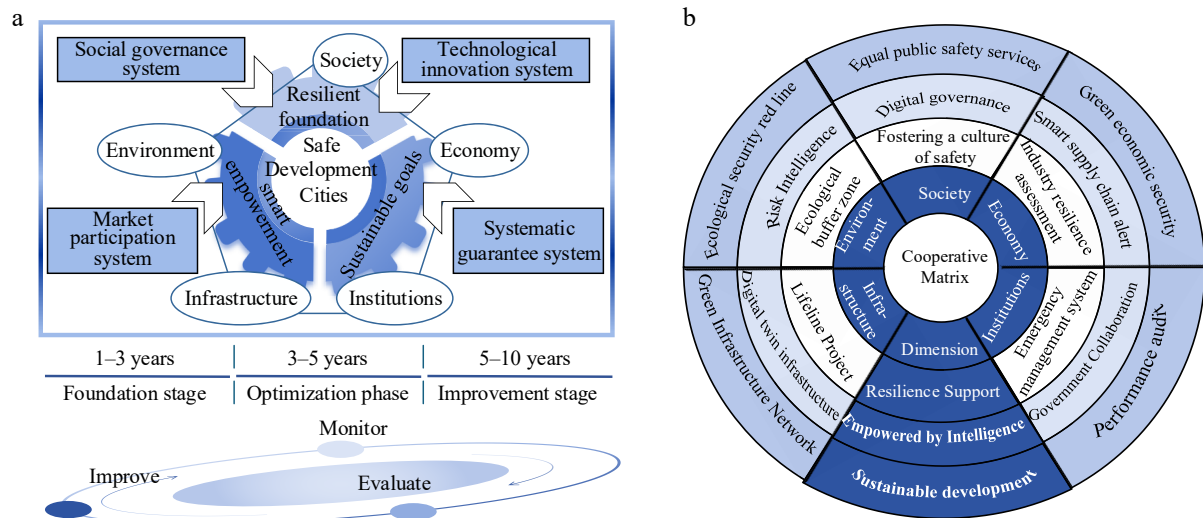 a
Social governance
system
Society
Technological
innovation system
Resilient
foundation
Environment
Safe
Development
Cities
Economy
smart
empowerment
Sustainable goals
Market
participation
system
Systematic
guarantee system
Infrastructure
Institutions
1–3 years
3–5 years
5–10 years
Foundation stage
Optimization phase
Improvement stage
Monitor
Improve
Evaluate
b
Equal public safety services
Digital governance
Fostering a culture
of safety
Society
Green economic security
Smart supply chain alert
Industry resilience
assessment
Economy
Performance audit
Government Collaboration
Emergency
management system
Institutions
Dimension
Resilience Support
Empowered by Intelligence
Sustainable development
Green Infrastructure Network
Digital twin infrastructure
Lifeline Project
Infra-
structure
Ecological security red line
Risk Intelligence
Ecological
buffer zone
Environ-
ment
Cooperative
Matrix